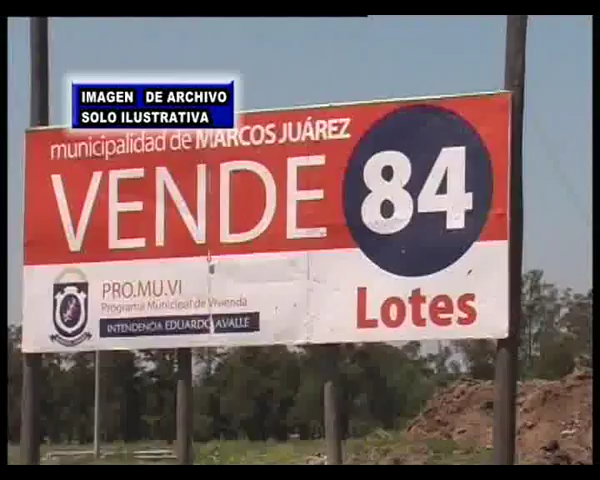 IMAGEN DE ARCHIVO
SOLO ILUSTRATIVA
municipalidad de MARCOS JUÁREZ
VENDE
84
Lotes
PRO.MU.VI
Programa Municipal de Vivienda
INTENDENCIA EDUARDO AVALLE